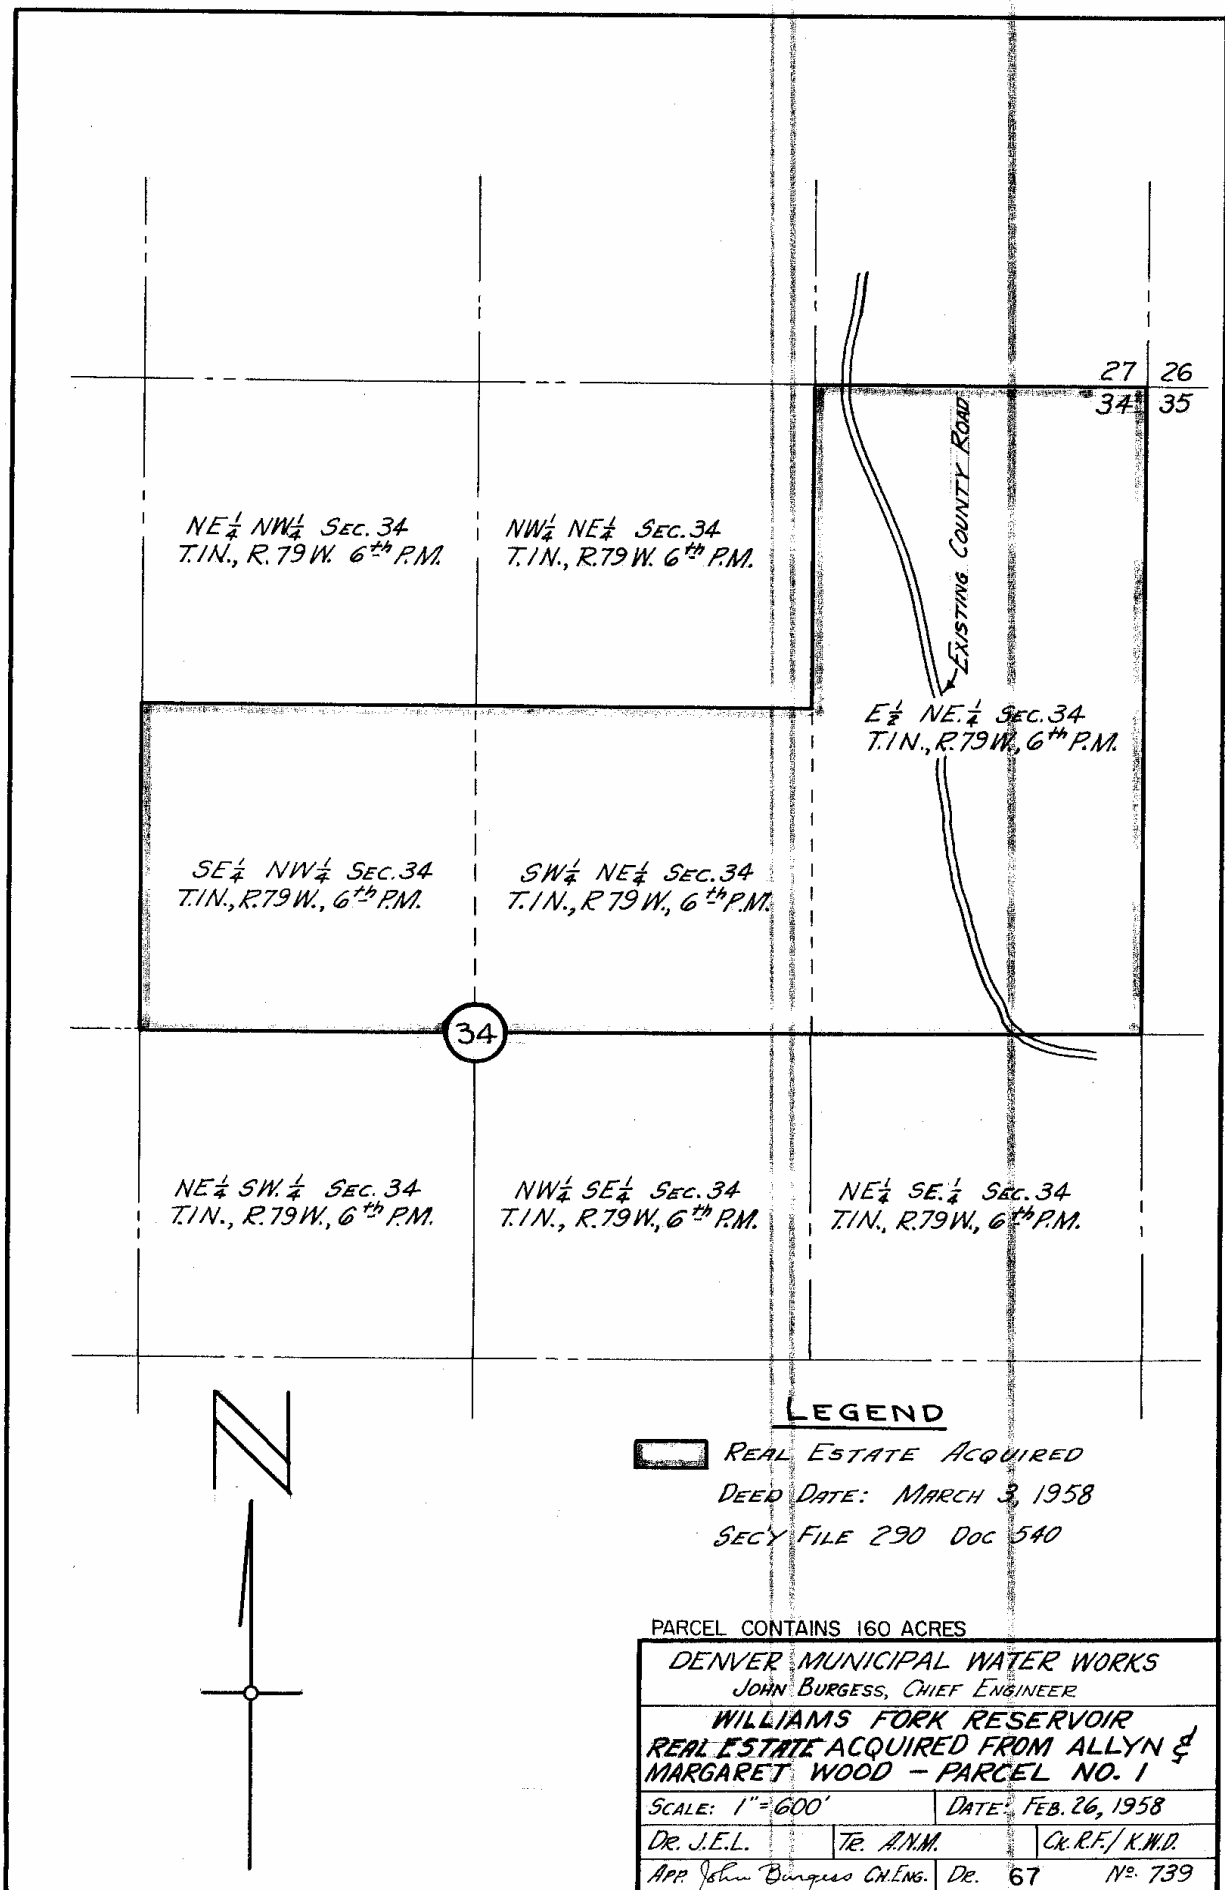 27 26
34 35
EXISTING COUNTY ROAD
NE¼ NW¼ SEC. 34
T.1N., R.79W. 6th P.M.
NW¼ NE¼ SEC. 34
T.1N., R.79W. 6th P.M.
E½ NE.¼ SEC. 34
T.1N., R.79W., 6th P.M.
SE¼ NW¼ SEC. 34
T.1N., R.79W., 6th P.M.
SW¼ NE¼ SEC. 34
T.1N., R 79W., 6th P.M.
34
NE¼ SW.¼ SEC. 34
T.1N., R.79W., 6th P.M.
NW¼ SE¼ SEC. 34
T.1N., R.79W., 6th P.M.
NE¼ SE.¼ SEC. 34
T.1N., R.79W., 6th P.M.
N
LEGEND
REAL ESTATE ACQUIRED
DEED DATE: MARCH 3, 1958
SEC'Y FILE 290 DOC 540
PARCEL CONTAINS 160 ACRES
DENVER MUNICIPAL WATER WORKS
JOHN BURGESS, CHIEF ENGINEER
WILLIAMS FORK RESERVOIR
REAL ESTATE ACQUIRED FROM ALLYN &
MARGARET WOOD – PARCEL NO. 1
SCALE: 1"=600' DATE: FEB. 26, 1958
DR. J.E.L. TR. A.N.M. CK. R.F./K.W.D.
APP. John Burgess CH.ENG. DR. 67 No. 739